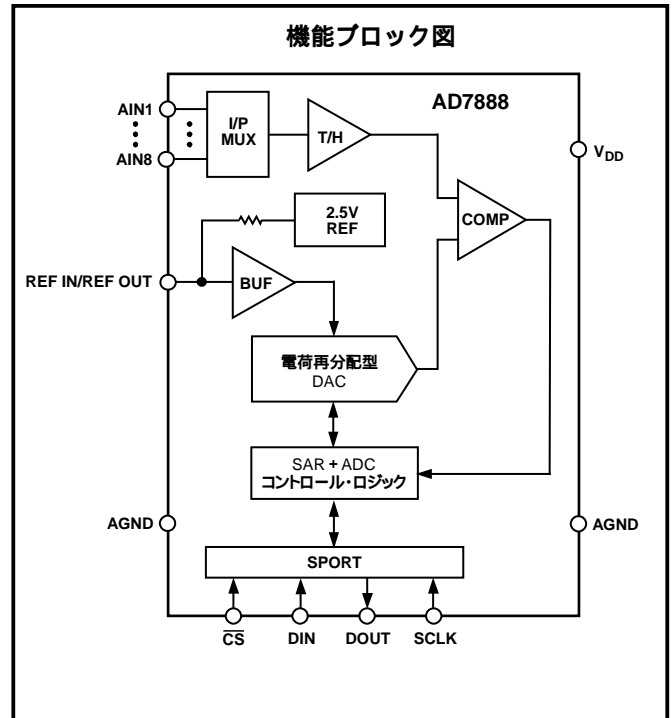 機能ブロック図
AD7888
AIN1
AIN8
I/P
MUX
T/H
VDD
2.5V
REF
COMP
REF IN/REF OUT
BUF
電荷再分配型
DAC
SAR + ADC
コントロール・ロジック
AGND
AGND
SPORT
CS
DIN
DOUT
SCLK